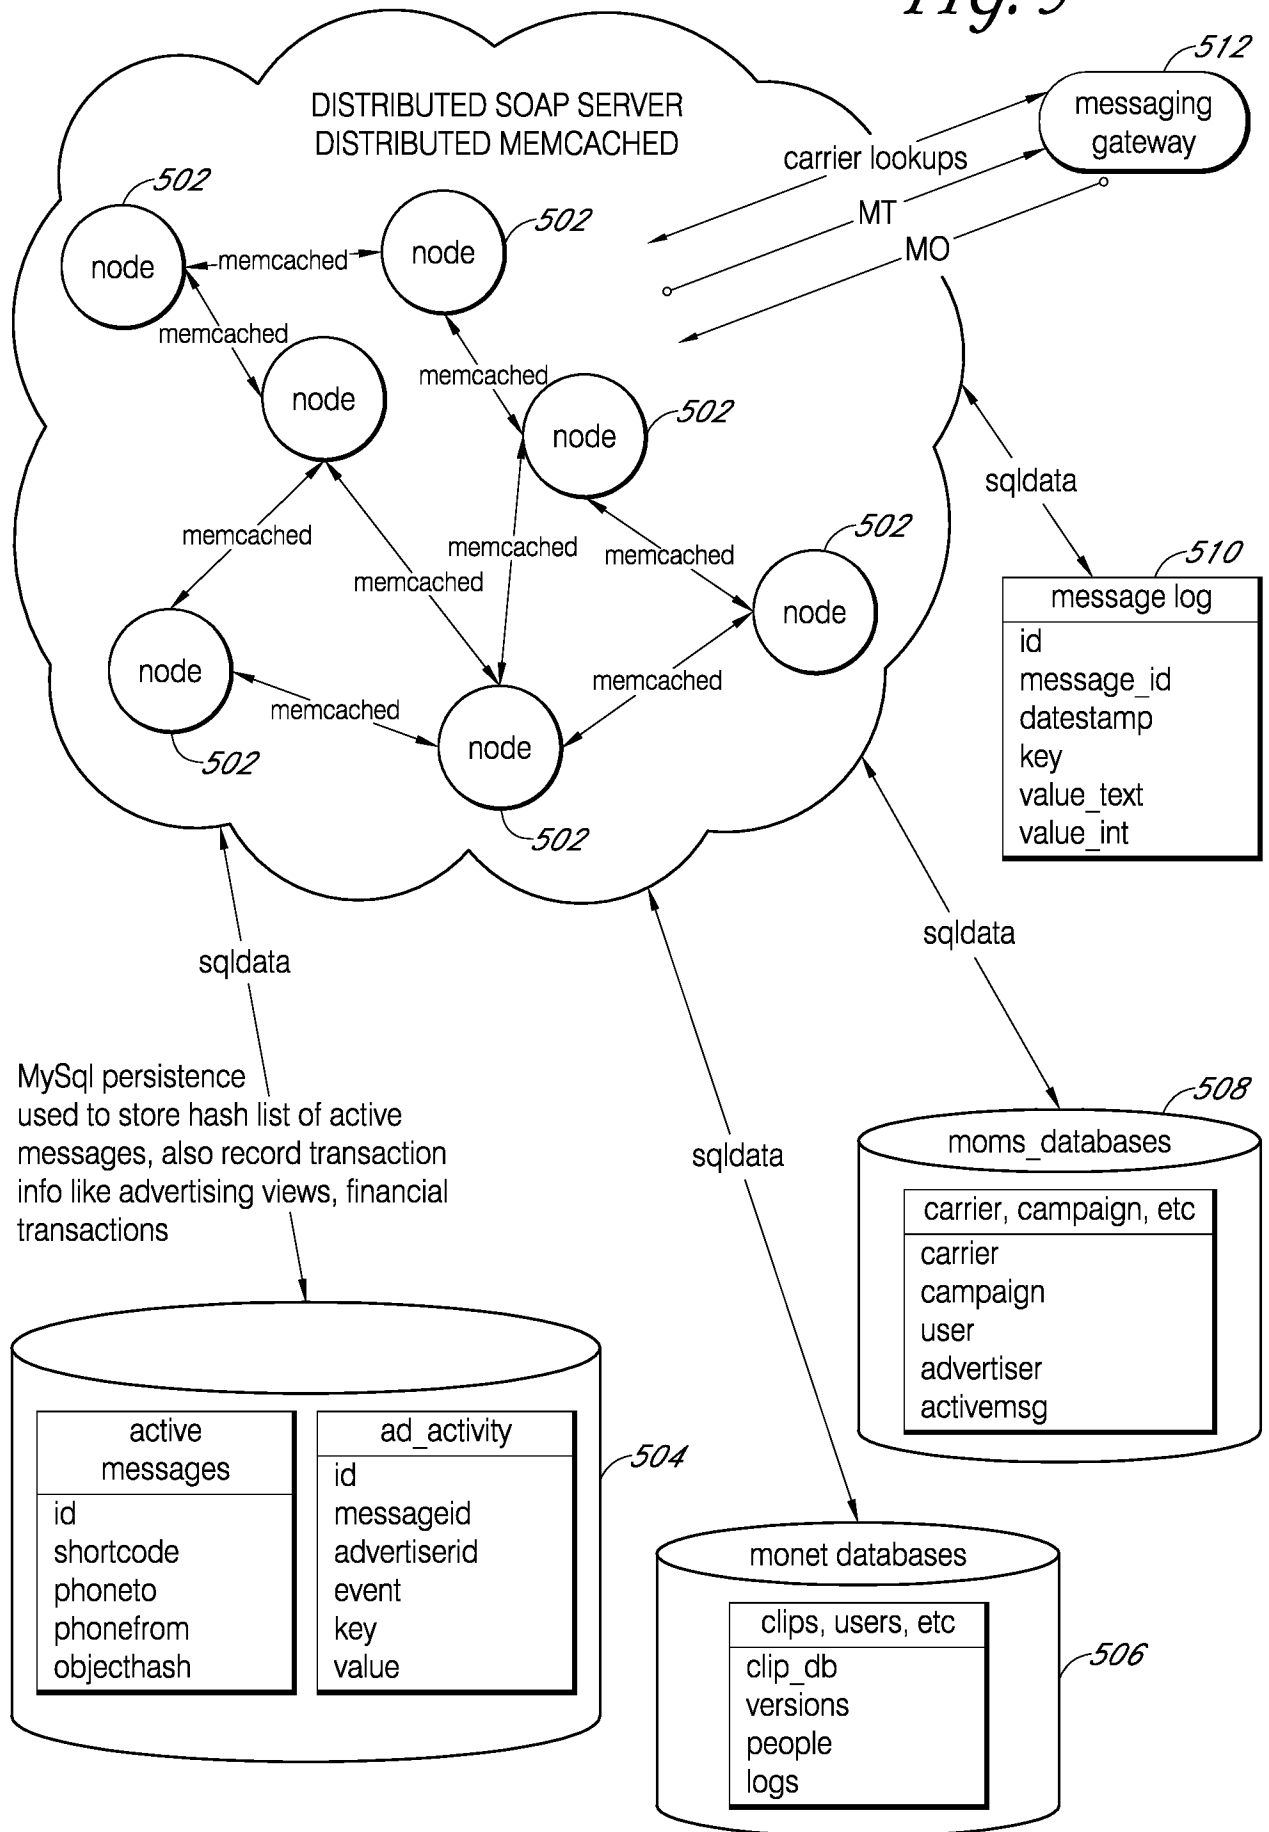 Fig. 5
512
messaging
gateway
DISTRIBUTED SOAP SERVER
DISTRIBUTED MEMCACHED
carrier lookups
MT
MO
502
node
memcached
node
502
memcached
node
memcached
node
502
sqldata
memcached
memcached
memcached
memcached
502
node
510
message log
id
message_id
datestamp
key
value_text
value_int
node
502
memcached
memcached
node
502
sqldata
sqldata
MySql persistence
used to store hash list of active
messages, also record transaction
info like advertising views, financial
transactions
sqldata
508
moms_databases
carrier, campaign, etc
carrier
campaign
user
advertiser
activemsg
active
messages
id
shortcode
phoneto
phonefrom
objecthash
ad_activity
id
messageid
advertiserid
event
key
value
504
monet databases
clips, users, etc
clip_db
versions
people
logs
506